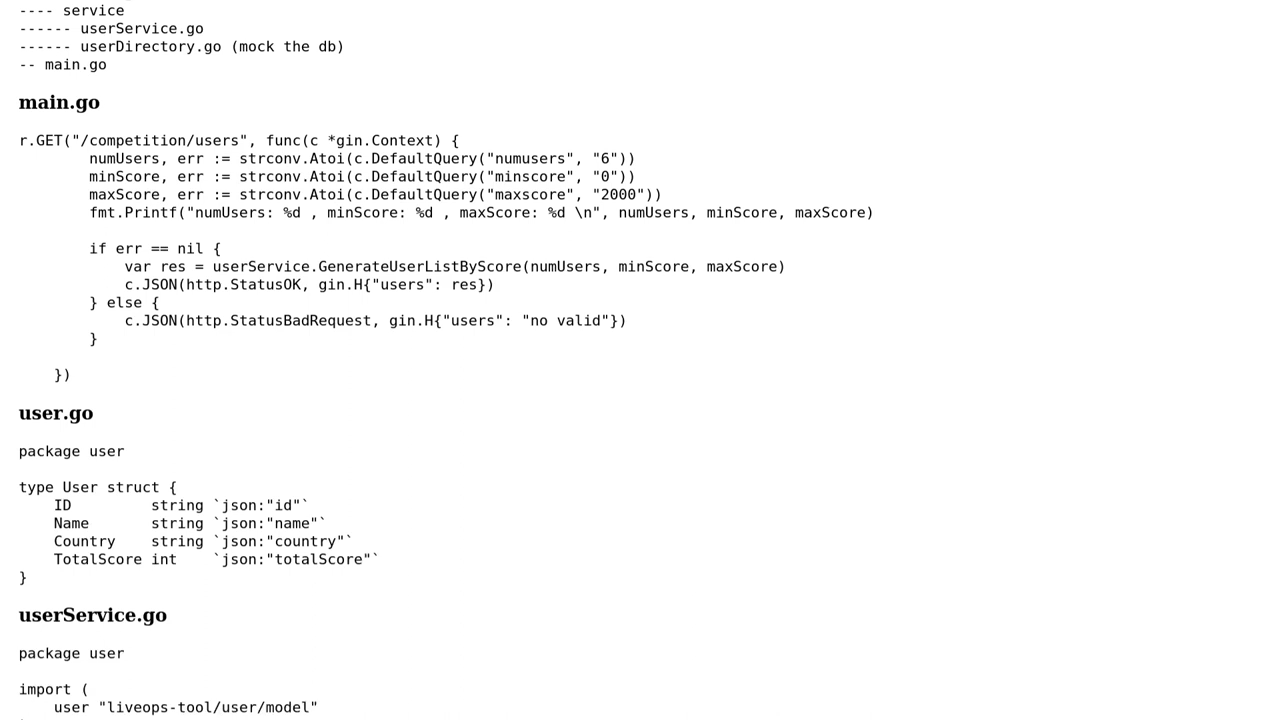 ---- service
------ userService.go
------ userDirectory.go (mock the db)
-- main.go
main.go
r.GET("/competition/users", func(c *gin.Context) {
        numUsers, err := strconv.Atoi(c.DefaultQuery("numusers", "6"))
        minScore, err := strconv.Atoi(c.DefaultQuery("minscore", "0"))
        maxScore, err := strconv.Atoi(c.DefaultQuery("maxscore", "2000"))
        fmt.Printf("numUsers: %d , minScore: %d , maxScore: %d \n", numUsers, minScore, maxScore)

        if err == nil {
            var res = userService.GenerateUserListByScore(numUsers, minScore, maxScore)
            c.JSON(http.StatusOK, gin.H{"users": res})
        } else {
            c.JSON(http.StatusBadRequest, gin.H{"users": "no valid"})
        }

    })
user.go
package user

type User struct {
    ID         string `json:"id"`
    Name       string `json:"name"`
    Country    string `json:"country"`
    TotalScore int    `json:"totalScore"`
}
userService.go
package user

import (
    user "liveops-tool/user/model"